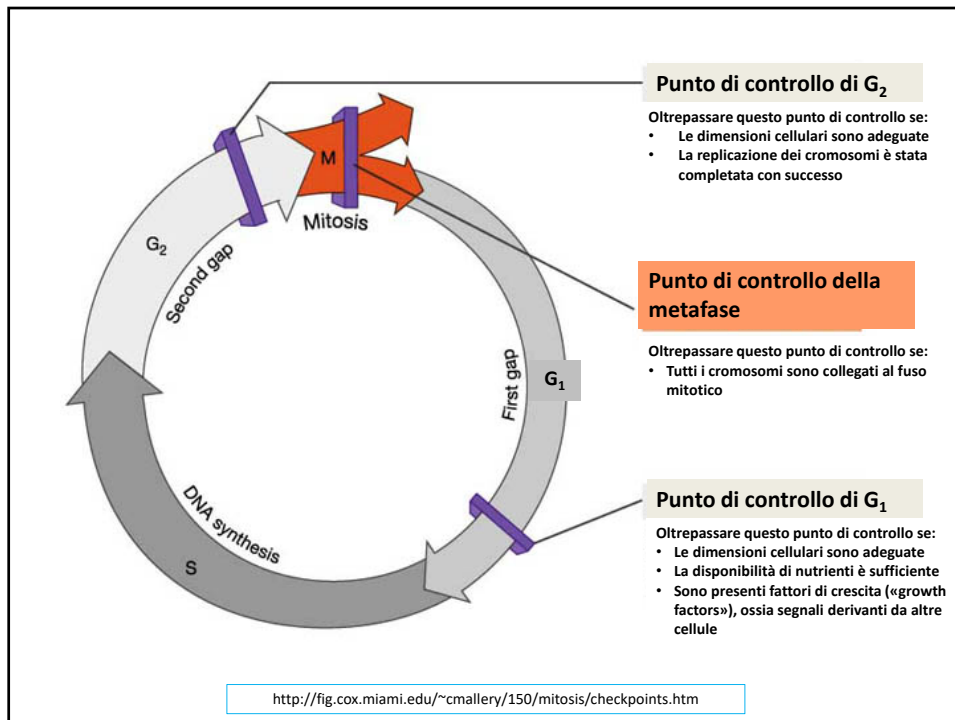 Punto di controllo di G₂
Oltrepassare questo punto di controllo se:
• Le dimensioni cellulari sono adeguate
• La replicazione dei cromosomi è stata
completata con successo
M
Mitosis
G₂
Second gap
Punto di controllo della
metafase
Oltrepassare questo punto di controllo se:
• Tutti i cromosomi sono collegati al fuso
mitotico
First gap
G₁
Punto di controllo di G₁
Oltrepassare questo punto di controllo se:
• Le dimensioni cellulari sono adeguate
• La disponibilità di nutrienti è sufficiente
• Sono presenti fattori di crescita («growth
factors»), ossia segnali derivanti da altre
cellule
DNA synthesis
S
http://fig.cox.miami.edu/~cmallery/150/mitosis/checkpoints.htm